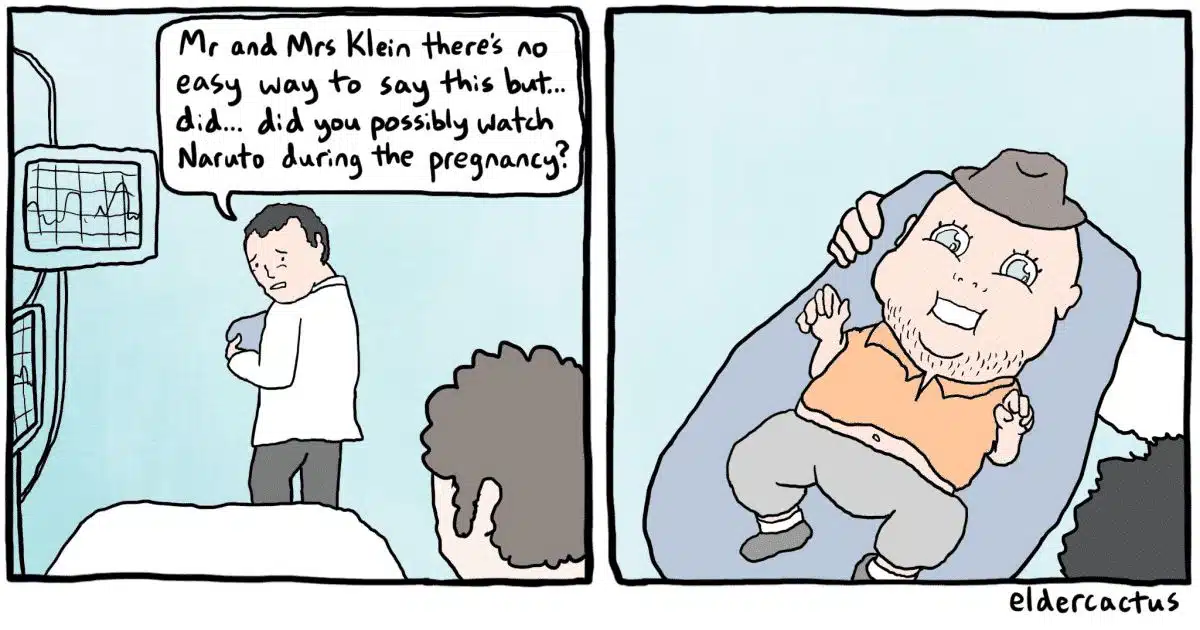 Mr and Mrs Klein there's no
easy way to say this but...
did... did you possibly watch
Naruto during the pregnancy?
eldercactus